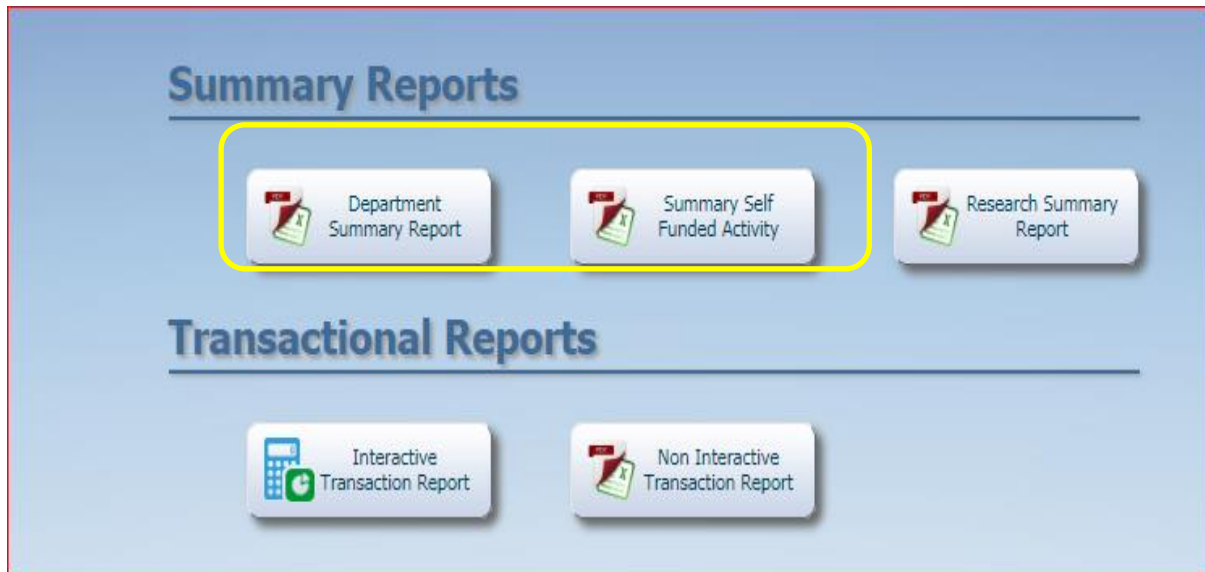 Summary Reports
Department
Summary Report
Summary Self
Funded Activity
Research Summary
Report
Transactional Reports
Interactive
Transaction Report
Non Interactive
Transaction Report